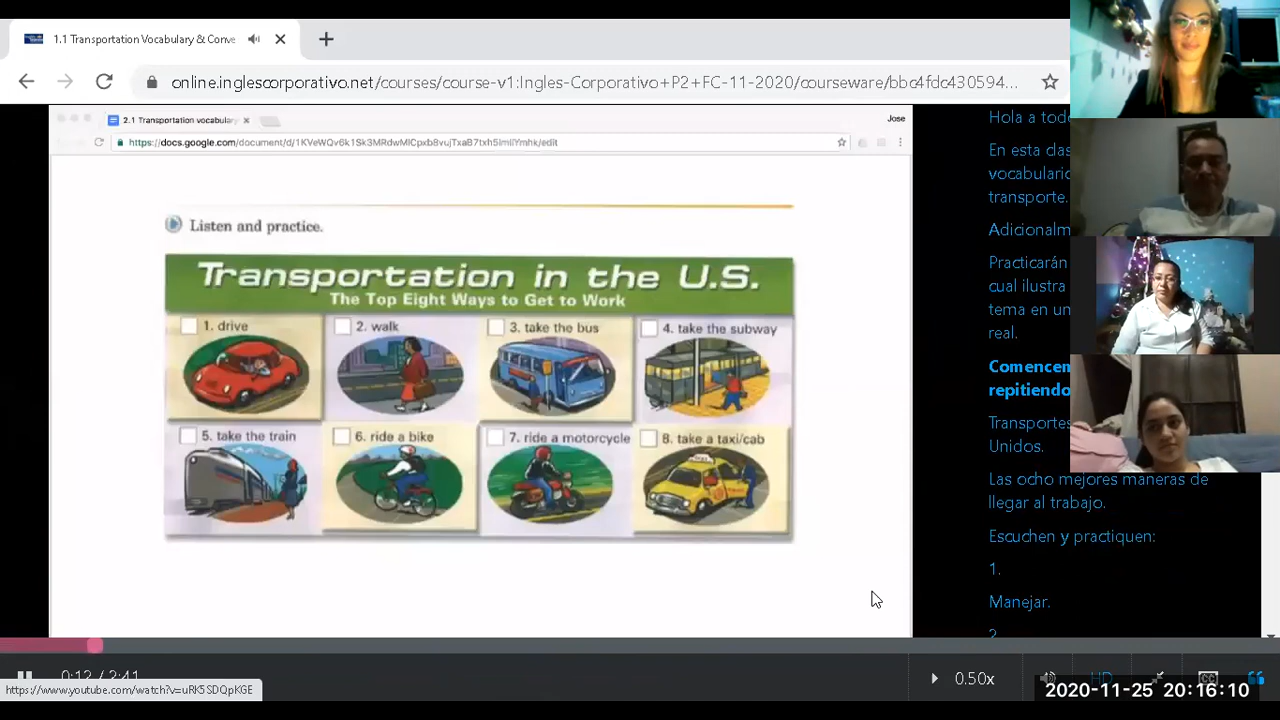 1.1 Transportation Vocabulary & Conve
online.inglescorporativo.net/courses/course-v1:Ingles-Corporativo+P2+FC-11-2020/courseware/bbc4fdc430594...
2.1 Transportation vocabulary
Jose
https://docs.google.com/document/d/1KVeWQv6k1Sk3MRdwMlCpxb8vujTxaB7txh5ImlIYmhk/edit
Listen and practice.
Transportation in the U.S.
The Top Eight Ways to Get to Work
1. drive
2. walk
3. take the bus
4. take the subway
5. take the train
6. ride a bike
7. ride a motorcycle
8. take a taxi/cab
Hola a tod
En esta clas
vocabulario
transporte.
Adicionalm
Practicarán
cual ilustra
tema en un
real.
Comencem
repitiendo
Transportes
Unidos.
Las ocho mejores maneras de
llegar al trabajo.
Escuchen y practiquen:
1.
Manejar.
2
0:12 / 2:41
0.50x
HD
CC
https://www.youtube.com/watch?v=uRK5SDQpKGE
2020-11-25 20:16:10